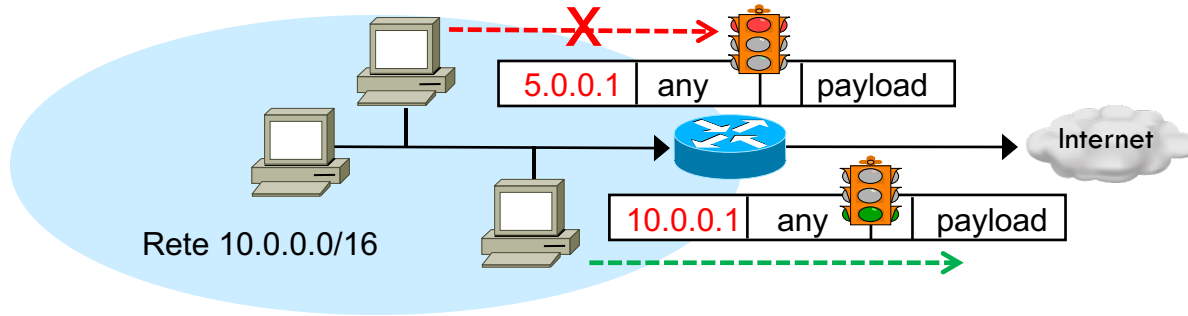 5.0.0.1 any payload
Internet
10.0.0.1 any payload
Rete 10.0.0.0/16